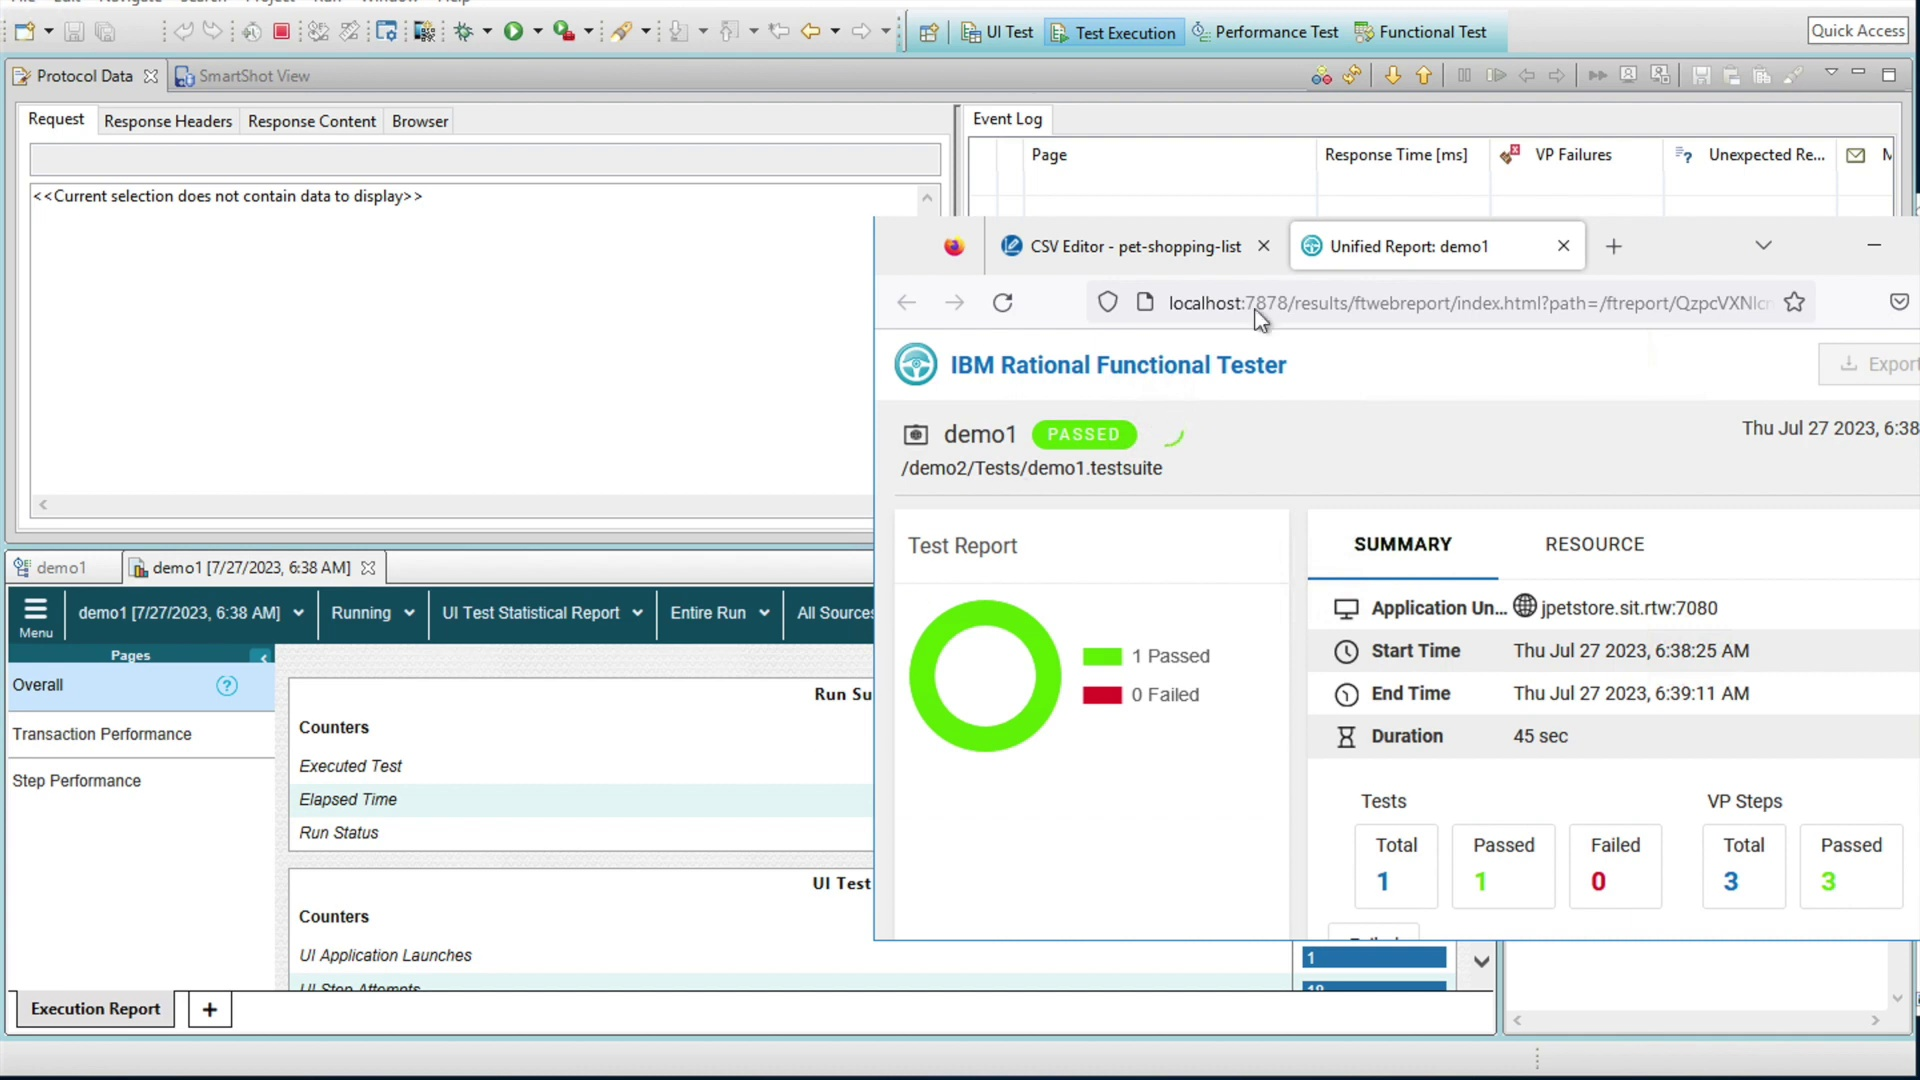 Quick Access
UI Test
Test Execution
Performance Test
Functional Test
Protocol Data
SmartShot View
Request
Response Headers
Response Content
Browser
<<Current selection does not contain data to display>>
Event Log
Page
Response Time [ms]
VP Failures
Unexpected Re...
M
CSV Editor - pet-shopping-list
Unified Report: demo1
localhost:7878/results/ftwebreport/index.html?path=/ftreport/QzpcVXNlcn
IBM Rational Functional Tester
Export
demo1
PASSED
Thu Jul 27 2023, 6:38
/demo2/Tests/demo1.testsuite
Test Report
1 Passed
0 Failed
SUMMARY
RESOURCE
Application Un...
jpetstore.sit.rtw:7080
Start Time
Thu Jul 27 2023, 6:38:25 AM
End Time
Thu Jul 27 2023, 6:39:11 AM
Duration
45 sec
Tests
Total
1
Passed
1
Failed
0
VP Steps
Total
3
Passed
3
demo1
demo1 [7/27/2023, 6:38 AM]
Menu
demo1 [7/27/2023, 6:38 AM]
Running
UI Test Statistical Report
Entire Run
All Sources
Pages
Overall
Transaction Performance
Step Performance
Run Su
Counters
Executed Test
Elapsed Time
Run Status
UI Test
Counters
UI Application Launches
1
UI Step Attempts
Execution Report